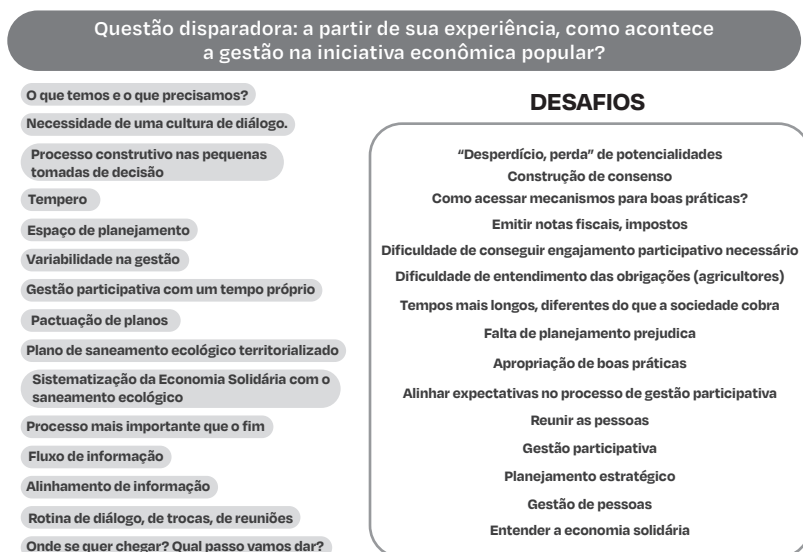 Questão disparadora: a partir de sua experiência, como acontece
a gestão na iniciativa econômica popular?
O que temos e o que precisamos?
Necessidade de uma cultura de diálogo.
Processo construtivo nas pequenas
tomadas de decisão
Tempero
Espaço de planejamento
Variabilidade na gestão
Gestão participativa com um tempo próprio
Pactuação de planos
Plano de saneamento ecológico territorializado
Sistematização da Economia Solidária com o
saneamento ecológico
Processo mais importante que o fim
Fluxo de informação
Alinhamento de informação
Rotina de diálogo, de trocas, de reuniões
Onde se quer chegar? Qual passo vamos dar?
DESAFIOS
“Desperdício, perda” de potencialidades
Construção de consenso
Como acessar mecanismos para boas práticas?
Emitir notas fiscais, impostos
Dificuldade de conseguir engajamento participativo necessário
Dificuldade de entendimento das obrigações (agricultores)
Tempos mais longos, diferentes do que a sociedade cobra
Falta de planejamento prejudica
Apropriação de boas práticas
Alinhar expectativas no processo de gestão participativa
Reunir as pessoas
Gestão participativa
Planejamento estratégico
Gestão de pessoas
Entender a economia solidária